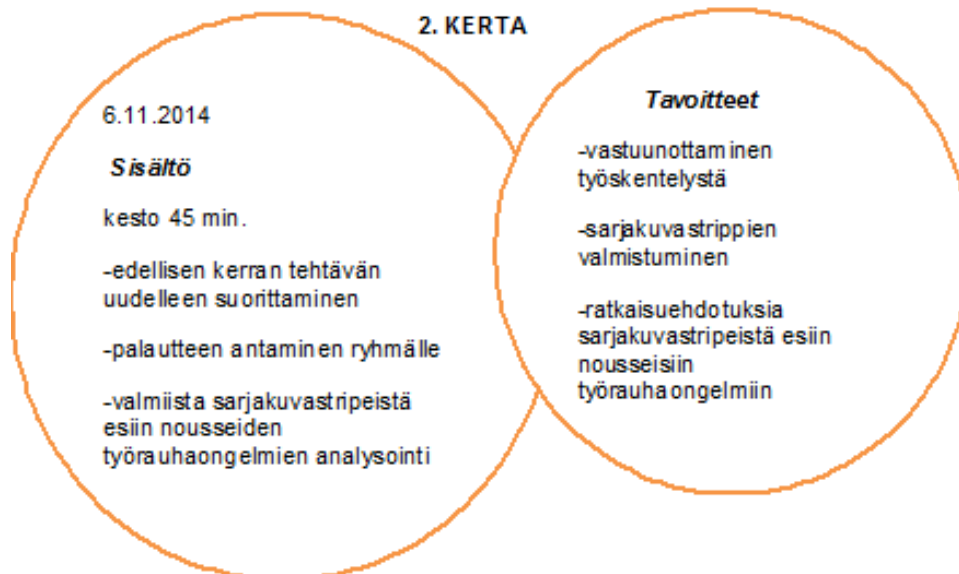 2. KERTA
6.11.2014
Sisältö
kesto 45 min.
-edellisen kerran tehtävän
uudelleen suorittaminen
-palautteen antaminen ryhmälle
-valmiista sarjakuvastripeistä
esiin nousseiden
työrauhaongelmien analysointi
Tavoitteet
-vastuunottaminen
työskentelystä
-sarjakuvastrippien
valmistuminen
-ratkaisuehdotuksia
sarjakuvastripeistä esiin
nousseisiin
työrauhaongelmiin